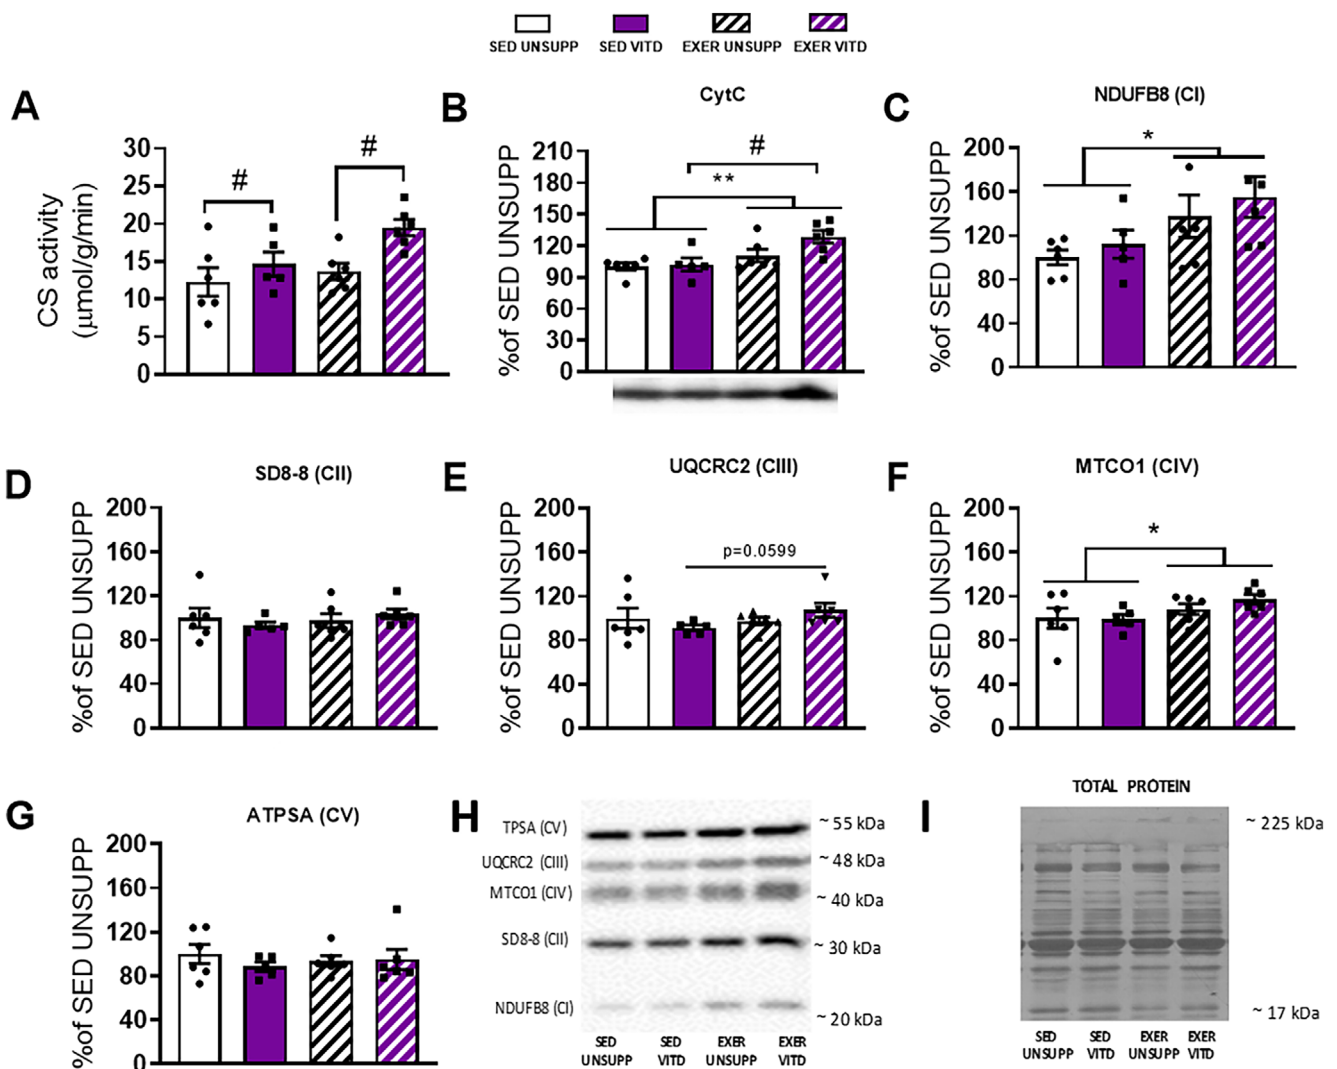 SED UNSUPP SED VITD EXER UNSUPP EXER VITD
A
CS activity
(µmol/g/min)
30
25
20
15
10
5
0
#
#
B
CytC
%of SED UNSUPP
210
180
150
120
90
60
30
0
#
**
C
NDUFB8 (CI)
%of SED UNSUPP
200
160
120
80
40
0
*
D
SD8-8 (CII)
%of SED UNSUPP
200
160
120
80
40
0
E
UQCRC2 (CIII)
%of SED UNSUPP
200
160
120
80
40
0
p=0.0599
F
MTCO1 (CIV)
%of SED UNSUPP
200
160
120
80
40
0
*
G
ATPSA (CV)
%of SED UNSUPP
200
160
120
80
40
0
H
TPSA (CV)
UQCRC2 (CIII)
MTCO1 (CIV)
SD8-8 (CII)
NDUFB8 (CI)
~ 55 kDa
~ 48 kDa
~ 40 kDa
~ 30 kDa
~ 20 kDa
SED SED EXER EXER
UNSUPP VITD UNSUPP VITD
I
TOTAL PROTEIN
~ 225 kDa
~ 17 kDa
SED SED EXER EXER
UNSUPP VITD UNSUPP VITD